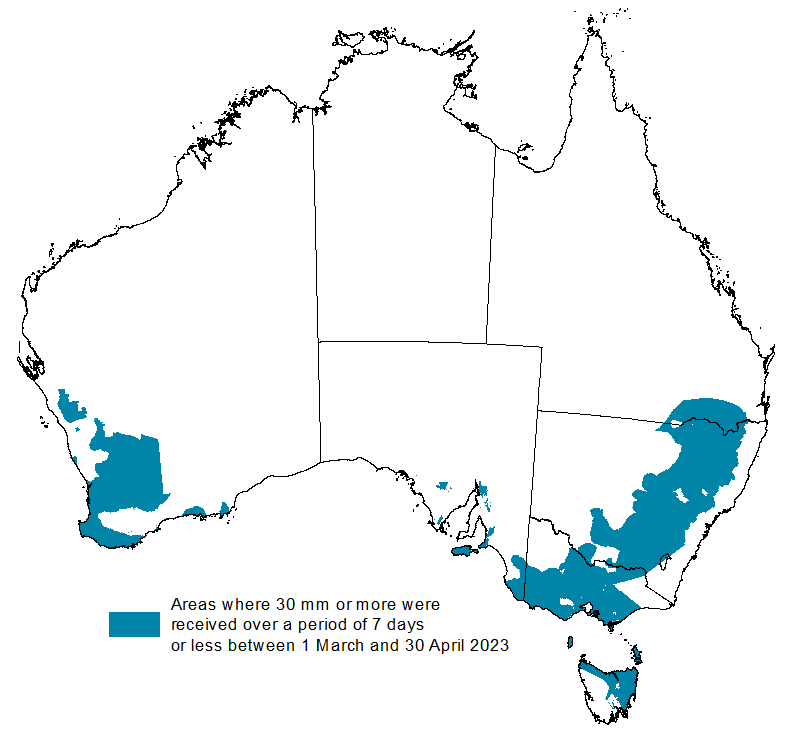 Areas where 30 mm or more were
received over a period of 7 days
or less between 1 March and 30 April 2023